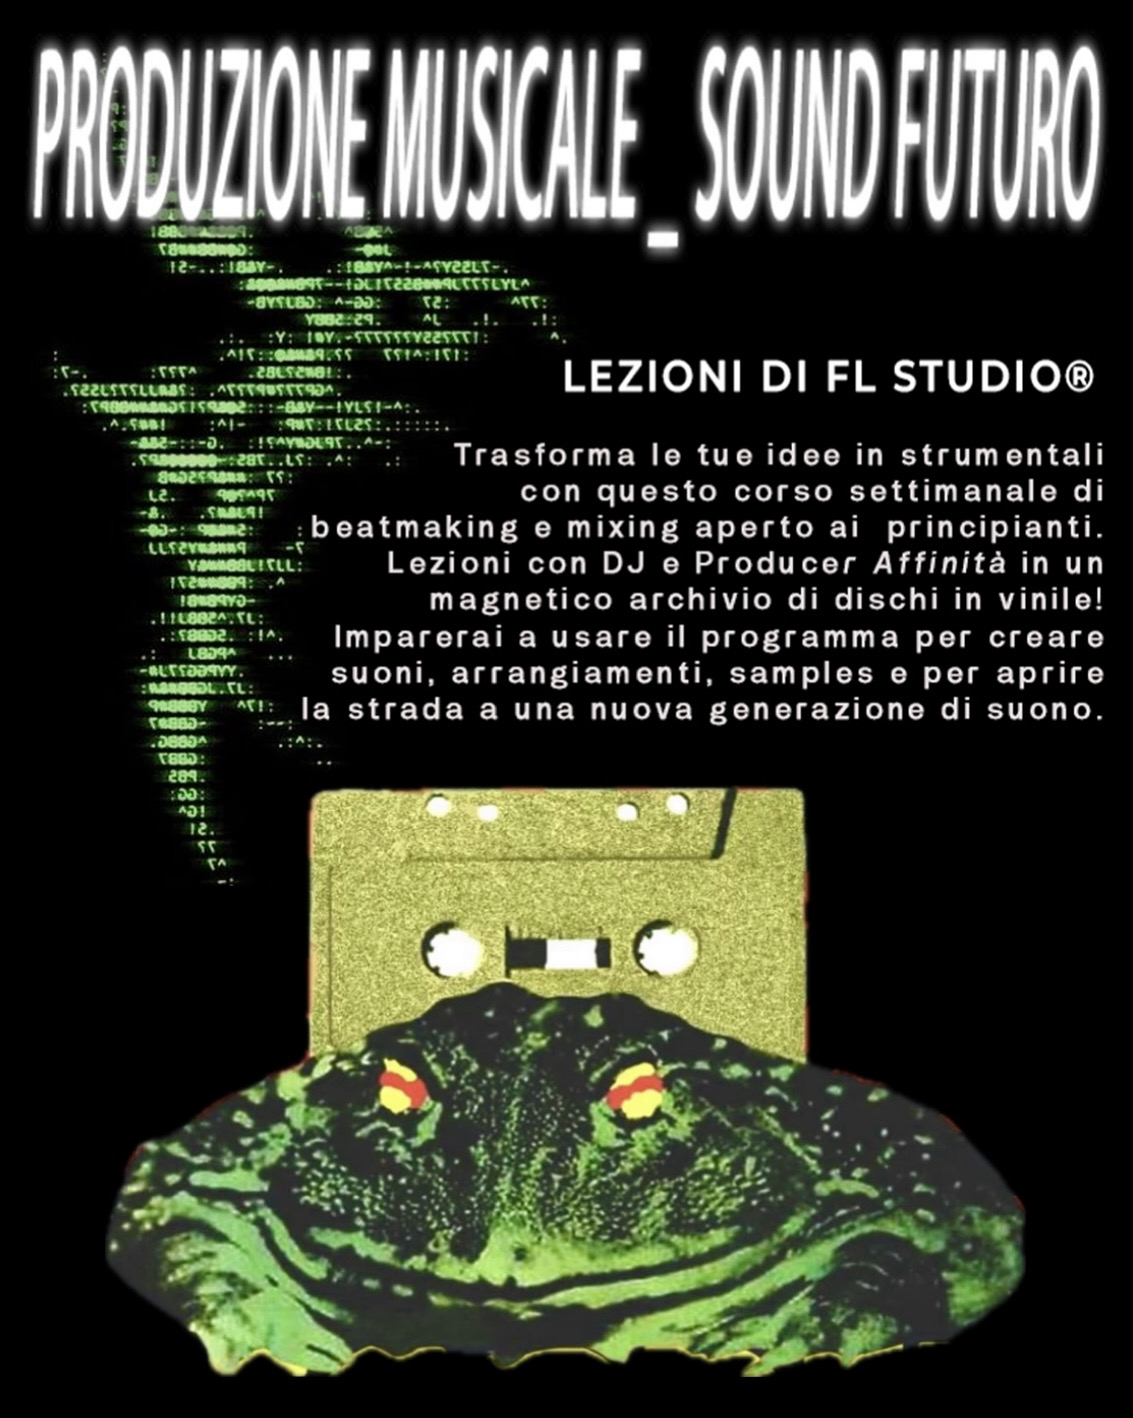 PRODUZIONE MUSICALE_ SOUND FUTURO
LEZIONI DI FL STUDIO®
Trasforma le tue idee in strumentali
con questo corso settimanale di
beatmaking e mixing aperto ai principianti.
Lezioni con DJ e Producer Affinità in un
magnetico archivio di dischi in vinile!
Imparerai a usare il programma per creare
suoni, arrangiamenti, samples e per aprire
la strada a una nuova generazione di suono.